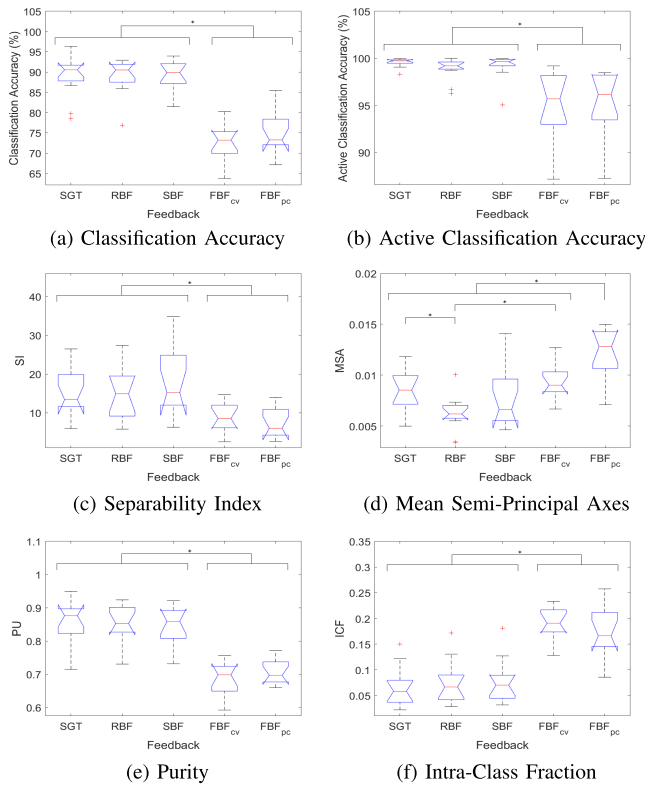 105
100
95
90
85
80
75
70
65
Classification Accuracy (%)
*
SGT RBF SBF FBFcv FBFpc
Feedback
(a) Classification Accuracy
100
95
90
Active Classification Accuracy (%)
*
SGT RBF SBF FBFcv FBFpc
Feedback
(b) Active Classification Accuracy
40
30
20
10
SI
*
SGT RBF SBF FBFcv FBFpc
Feedback
(c) Separability Index
0.02
0.015
0.01
0.005
MSA
*
*
*
SGT RBF SBF FBFcv FBFpc
Feedback
(d) Mean Semi-Principal Axes
1.1
1
0.9
0.8
0.7
0.6
PU
*
SGT RBF SBF FBFcv FBFpc
Feedback
(e) Purity
0.35
0.3
0.25
0.2
0.15
0.1
0.05
ICF
*
SGT RBF SBF FBFcv FBFpc
Feedback
(f) Intra-Class Fraction